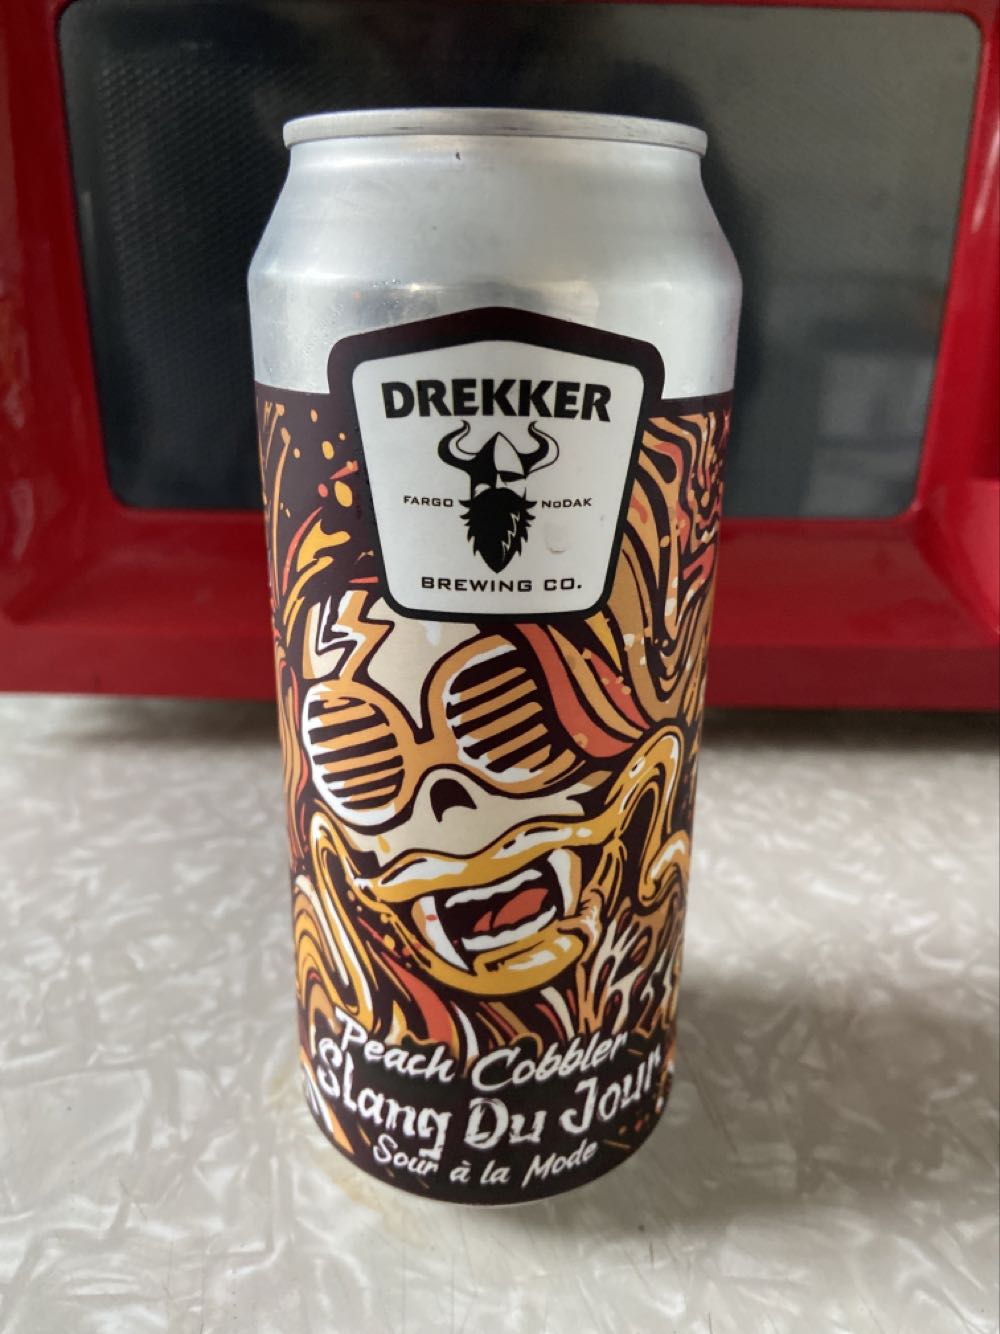 DREKKER
FARGO NoDAK
BREWING CO.
Peach Cobbler
Slang Du Jour
Sour à la Mode